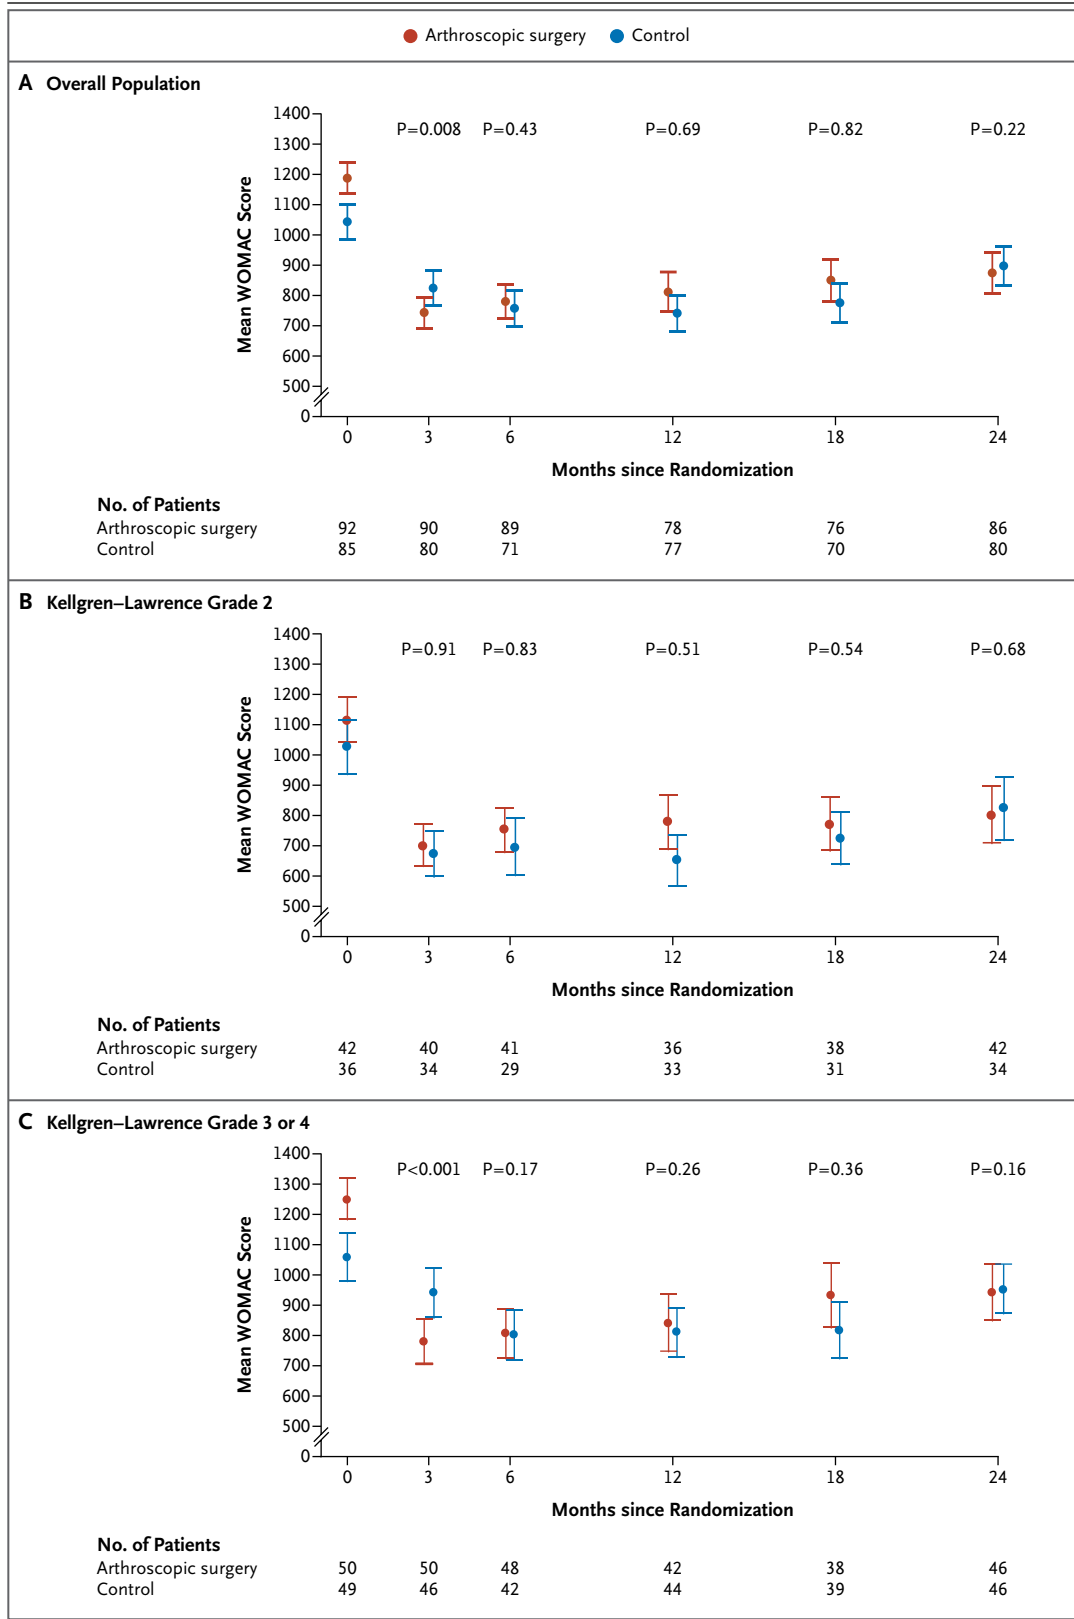 Arthroscopic surgery Control
A Overall Population
1400
1300
1200
1100
1000
900
800
700
600
500
0
Mean WOMAC Score
P=0.008 P=0.43 P=0.69 P=0.82 P=0.22
0 3 6 12 18 24
Months since Randomization
No. of Patients
Arthroscopic surgery 92 90 89 78 76 86
Control 85 80 71 77 70 80
B Kellgren–Lawrence Grade 2
1400
1300
1200
1100
1000
900
800
700
600
500
0
Mean WOMAC Score
P=0.91 P=0.83 P=0.51 P=0.54 P=0.68
0 3 6 12 18 24
Months since Randomization
No. of Patients
Arthroscopic surgery 42 40 41 36 38 42
Control 36 34 29 33 31 34
C Kellgren–Lawrence Grade 3 or 4
1400
1300
1200
1100
1000
900
800
700
600
500
0
Mean WOMAC Score
P<0.001 P=0.17 P=0.26 P=0.36 P=0.16
0 3 6 12 18 24
Months since Randomization
No. of Patients
Arthroscopic surgery 50 50 48 42 38 46
Control 49 46 42 44 39 46